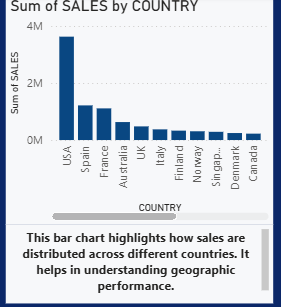 Sum of SALES by COUNTRY
4M
2M
0M
Sum of SALES
USA
Spain
France
Australia
UK
Italy
Finland
Norway
Singap...
Denmark
Canada
COUNTRY
This bar chart highlights how sales are
distributed across different countries. It
helps in understanding geographic
performance.